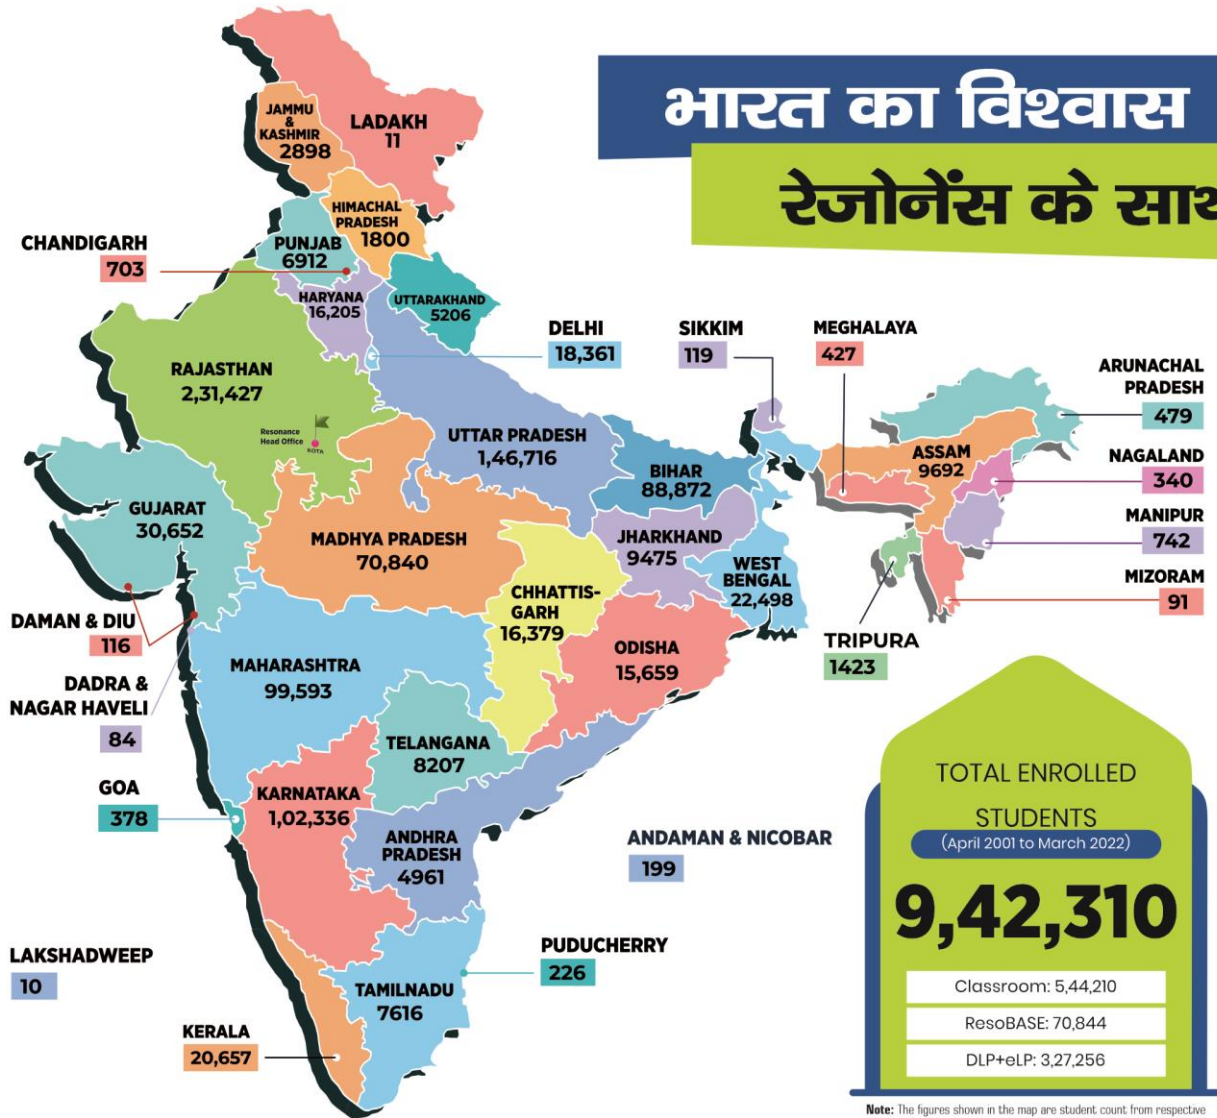 भारत का विश्वास
रेजोनेंस के साथ
JAMMU
&
KASHMIR
2898
LADAKH
11
HIMACHAL
PRADESH
1800
PUNJAB
6912
CHANDIGARH
703
HARYANA
16,205
UTTARAKHAND
5206
DELHI
18,361
SIKKIM
119
MEGHALAYA
427
ARUNACHAL
PRADESH
479
RAJASTHAN
2,31,427
Resonance
Head Office
KOTA
UTTAR PRADESH
1,46,716
BIHAR
88,872
ASSAM
9692
NAGALAND
340
GUJARAT
30,652
MADHYA PRADESH
70,840
JHARKHAND
9475
WEST
BENGAL
22,498
MANIPUR
742
MIZORAM
91
TRIPURA
1423
DAMAN & DIU
116
CHHATTIS-
GARH
16,379
ODISHA
15,659
MAHARASHTRA
99,593
DADRA &
NAGAR HAVELI
84
TELANGANA
8207
GOA
378
KARNATAKA
1,02,336
ANDHRA
PRADESH
4961
ANDAMAN & NICOBAR
199
LAKSHADWEEP
10
PUDUCHERRY
226
TAMILNADU
7616
KERALA
20,657
TOTAL ENROLLED
STUDENTS
(April 2001 to March 2022)
9,42,310
Classroom: 5,44,210
ResoBASE: 70,844
DLP+eLP: 3,27,256
Note: The figures shown in the map are student count from respective